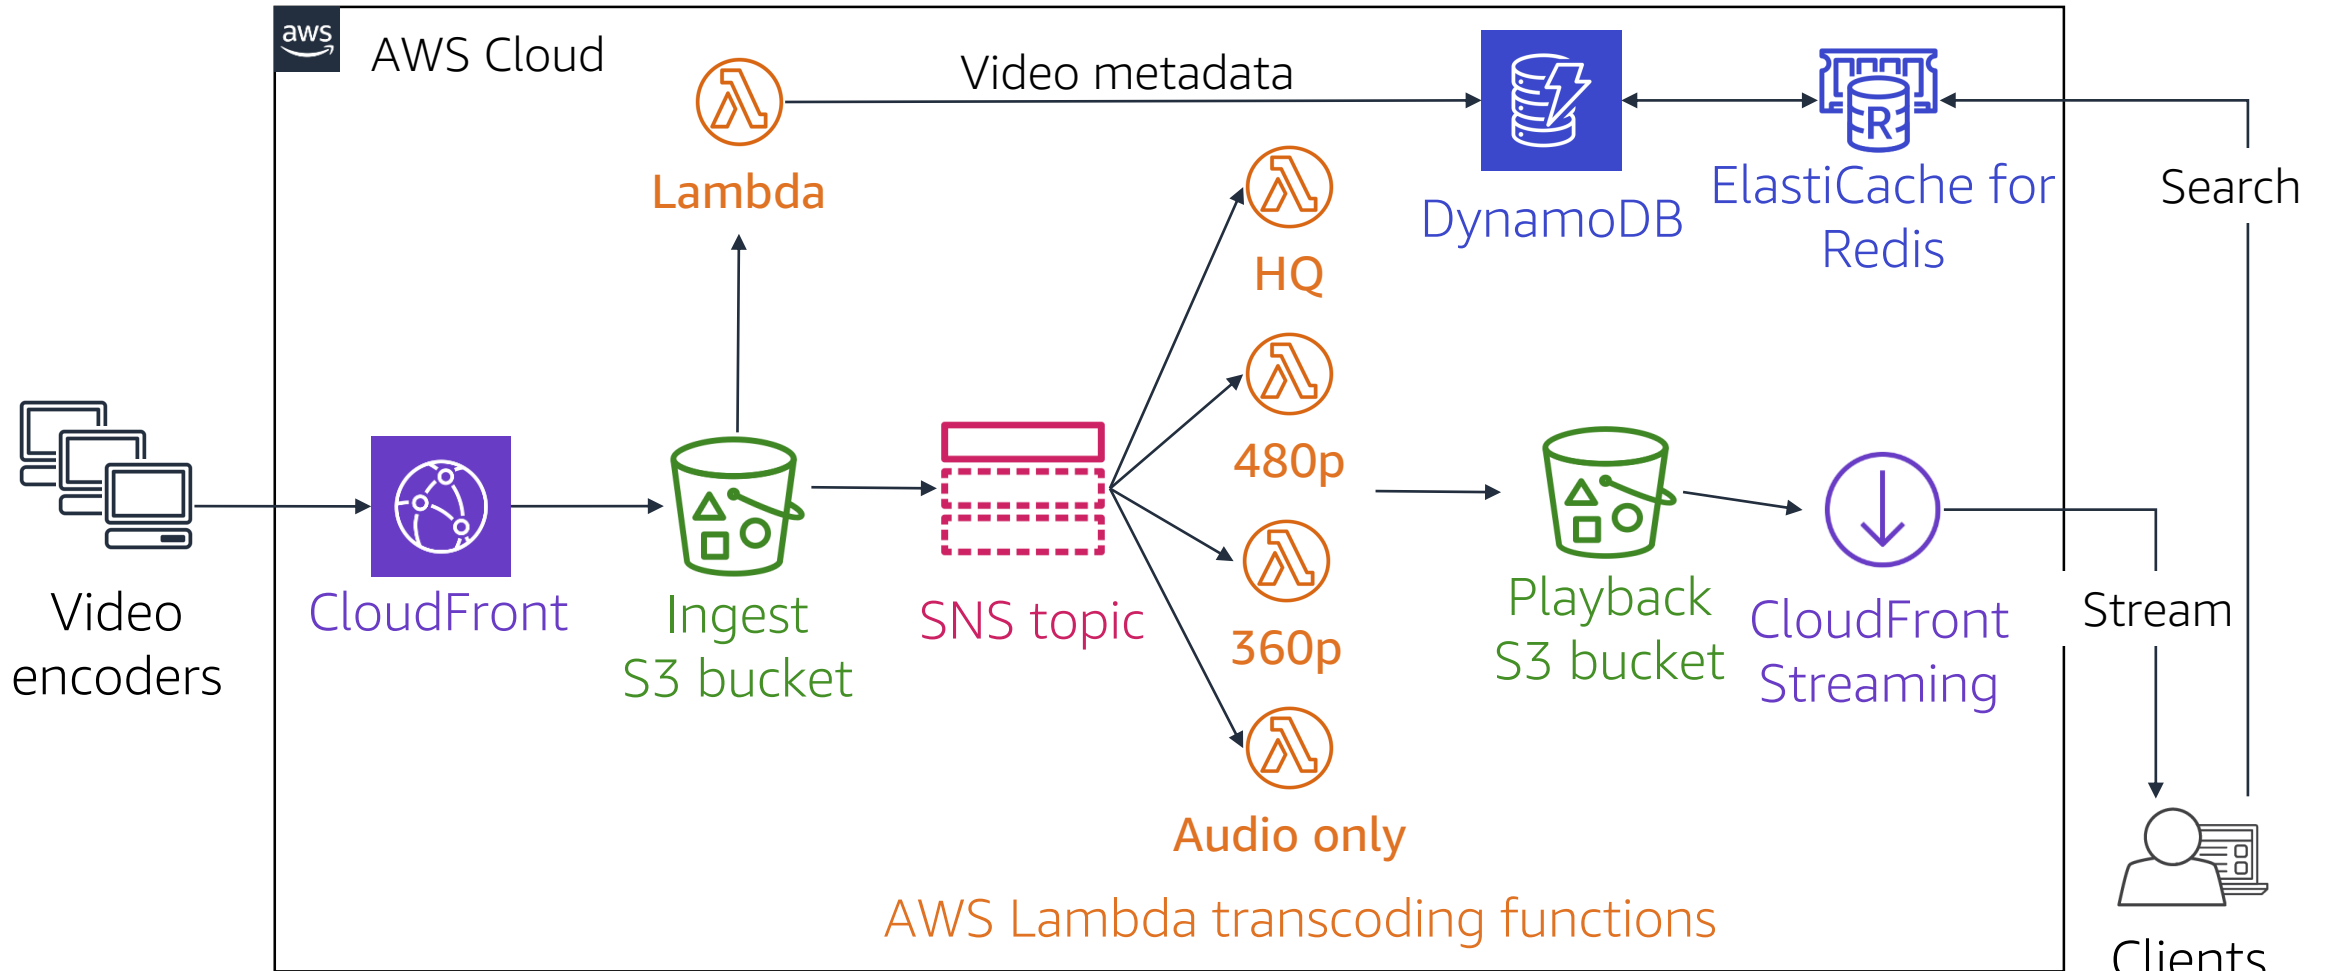 aws
AWS Cloud
Video metadata
Lambda
HQ
480p
360p
Audio only
AWS Lambda transcoding functions
DynamoDB
R
ElastiCache for
Redis
Search
Video
encoders
CloudFront
Ingest
S3 bucket
SNS topic
Playback
S3 bucket
CloudFront
Streaming
Stream
Clients